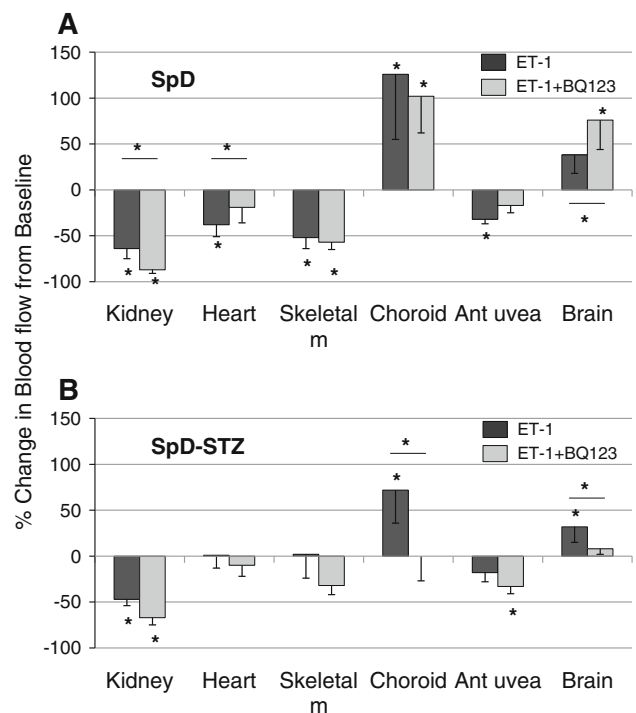 A
% Change in Blood flow from Baseline
150
100
50
0
-50
-100
SpD
ET-1
ET-1+BQ123
* * * * *
* *
* * * * * *
Kidney Heart Skeletal m Choroid Ant uvea Brain
B
150
100
50
0
-50
-100
SpD-STZ
ET-1
ET-1+BQ123
* *
* *
* * *
Kidney Heart Skeletal m Choroid Ant uvea Brain